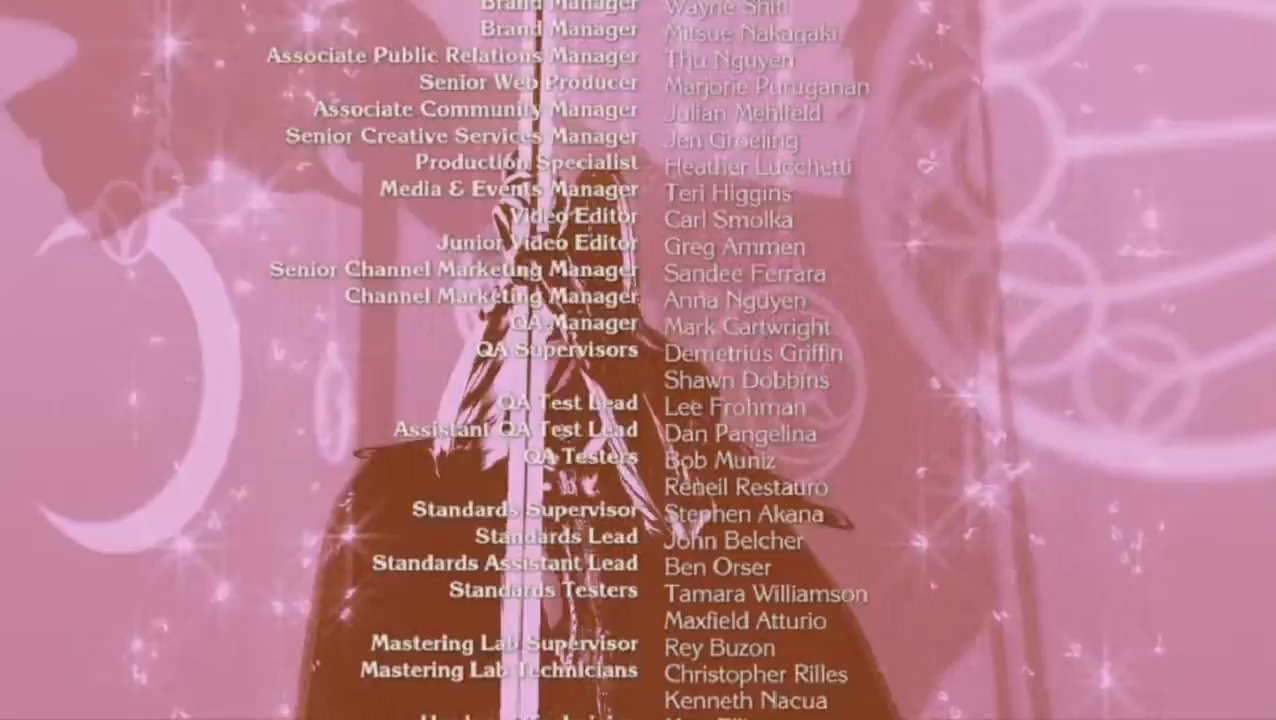 Brand Manager Wayne Shin
Brand Manager Mitsue Nakagaki
Associate Public Relations Manager Thu Nguyen
Senior Web Producer Marjorie Puruganan
Associate Community Manager Julian Mehlfeld
Senior Creative Services Manager Jen Groeling
Production Specialist Heather Lucchetti
Media & Events Manager Teri Higgins
Video Editor Carl Smolka
Junior Video Editor Greg Ammen
Senior Channel Marketing Manager Sandee Ferrara
Channel Marketing Manager Anna Nguyen
QA Manager Mark Cartwright
QA Supervisors Demetrius Griffin
Shawn Dobbins
QA Test Lead Lee Frohman
Assistant QA Test Lead Dan Pangelina
QA Testers Bob Muniz
Reneil Restauro
Standards Supervisor Stephen Akana
Standards Lead John Belcher
Standards Assistant Lead Ben Orser
Standards Testers Tamara Williamson
Maxfield Atturio
Mastering Lab Supervisor Rey Buzon
Mastering Lab Technicians Christopher Rilles
Kenneth Nacua